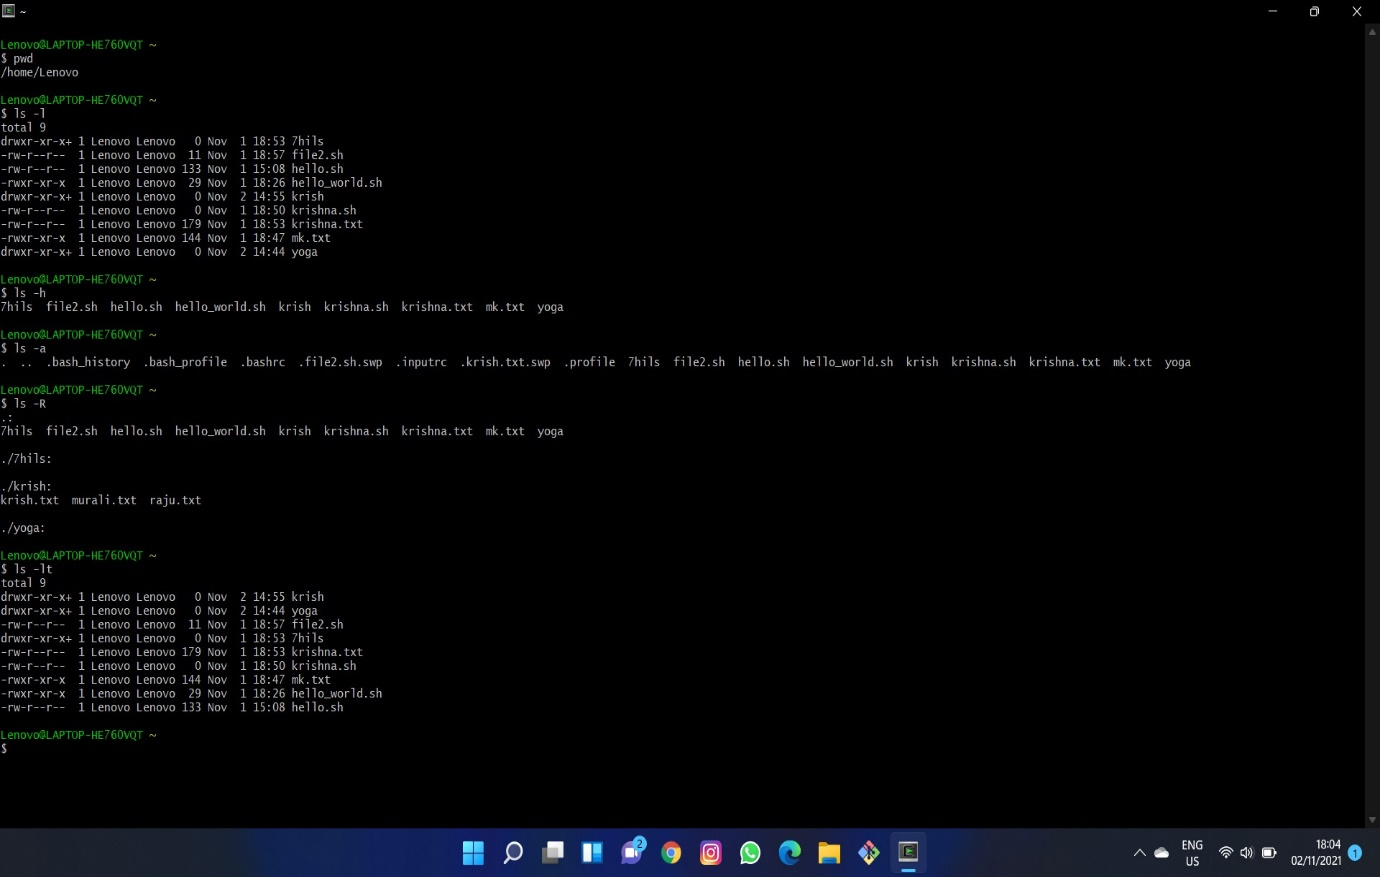 ~
Lenovo@LAPTOP-HE760VQT ~
$ pwd
/home/Lenovo
Lenovo@LAPTOP-HE760VQT ~
$ ls -l
total 9
drwxr-xr-x+ 1 Lenovo Lenovo   0 Nov  1 18:53 7hils
-rw-r--r--  1 Lenovo Lenovo  11 Nov  1 18:57 file2.sh
-rw-r--r--  1 Lenovo Lenovo 133 Nov  1 15:08 hello.sh
-rwxr-xr-x  1 Lenovo Lenovo  29 Nov  1 18:26 hello_world.sh
drwxr-xr-x+ 1 Lenovo Lenovo   0 Nov  2 14:55 krish
-rw-r--r--  1 Lenovo Lenovo   0 Nov  1 18:50 krishna.sh
-rw-r--r--  1 Lenovo Lenovo 179 Nov  1 18:53 krishna.txt
-rwxr-xr-x  1 Lenovo Lenovo 144 Nov  1 18:47 mk.txt
drwxr-xr-x+ 1 Lenovo Lenovo   0 Nov  2 14:44 yoga
Lenovo@LAPTOP-HE760VQT ~
$ ls -h
7hils  file2.sh  hello.sh  hello_world.sh  krish  krishna.sh  krishna.txt  mk.txt  yoga
Lenovo@LAPTOP-HE760VQT ~
$ ls -a
.  ..  .bash_history  .bash_profile  .bashrc  .file2.sh.swp  .inputrc  .krish.txt.swp  .profile  7hils  file2.sh  hello.sh  hello_world.sh  krish  krishna.sh  krishna.txt  mk.txt  yoga
Lenovo@LAPTOP-HE760VQT ~
$ ls -R
.:
7hils  file2.sh  hello.sh  hello_world.sh  krish  krishna.sh  krishna.txt  mk.txt  yoga
./7hils:
./krish:
krish.txt  murali.txt  raju.txt
./yoga:
Lenovo@LAPTOP-HE760VQT ~
$ ls -lt
total 9
drwxr-xr-x+ 1 Lenovo Lenovo   0 Nov  2 14:55 krish
drwxr-xr-x+ 1 Lenovo Lenovo   0 Nov  2 14:44 yoga
-rw-r--r--  1 Lenovo Lenovo  11 Nov  1 18:57 file2.sh
drwxr-xr-x+ 1 Lenovo Lenovo   0 Nov  1 18:53 7hils
-rw-r--r--  1 Lenovo Lenovo 179 Nov  1 18:53 krishna.txt
-rw-r--r--  1 Lenovo Lenovo   0 Nov  1 18:50 krishna.sh
-rwxr-xr-x  1 Lenovo Lenovo 144 Nov  1 18:47 mk.txt
-rwxr-xr-x  1 Lenovo Lenovo  29 Nov  1 18:26 hello_world.sh
-rw-r--r--  1 Lenovo Lenovo 133 Nov  1 15:08 hello.sh
Lenovo@LAPTOP-HE760VQT ~
$
2
ENG
US
18:04
02/11/2021
1